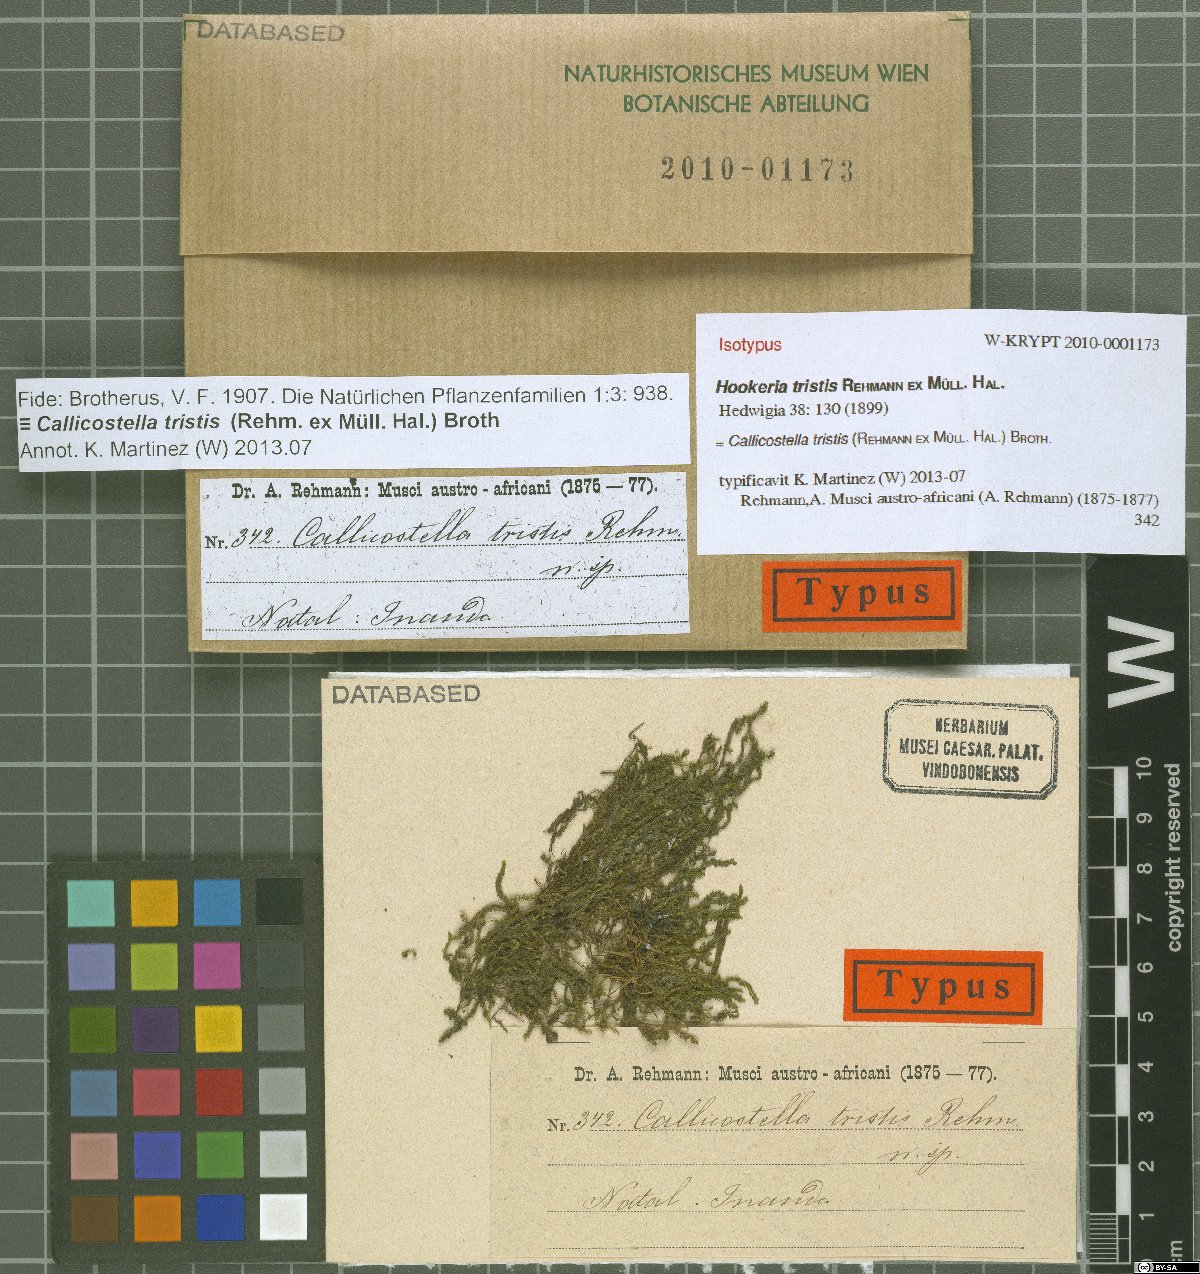 DATABASED
NATURHISTORISCHES MUSEUM WIEN
BOTANISCHE ABTEILUNG
2010-01173
Isotypus
W-KRYPT 2010-0001173
Hookeria tristis REHMANN EX MÜLL. HAL.
Hedwigia 38: 130 (1899)
≡ Callicostella tristis (REHMANN EX MÜLL. HAL.) BROTH.
typificavit K. Martinez (W) 2013-07
Rehmann,A. Musci austro-africani (A. Rehmann) (1875-1877)
342
Fide: Brotherus, V. F. 1907. Die Natürlichen Pflanzenfamilien 1:3: 938.
≡ Callicostella tristis (Rehm. ex Müll. Hal.) Broth
Annot. K. Martinez (W) 2013.07
Dr. A. Rehmann: Musci austro-africani (1875 — 77).
Nr. 342. Callicostella tristis Rehm.
n. sp.
Natal: Inanda
Typus
DATABASED
HERBARIUM
MUSEI CAESAR. PALAT.
VINDOBONENSIS
Typus
Dr. A. Rehmann: Musci austro-africani (1875 — 77).
Nr. 342. Callicostella tristis Rehm.
n. sp.
Natal: Inanda
W
copyright reserved
10
9
8
7
6
5
4
3
2
1
0
cm
cc BY-SA